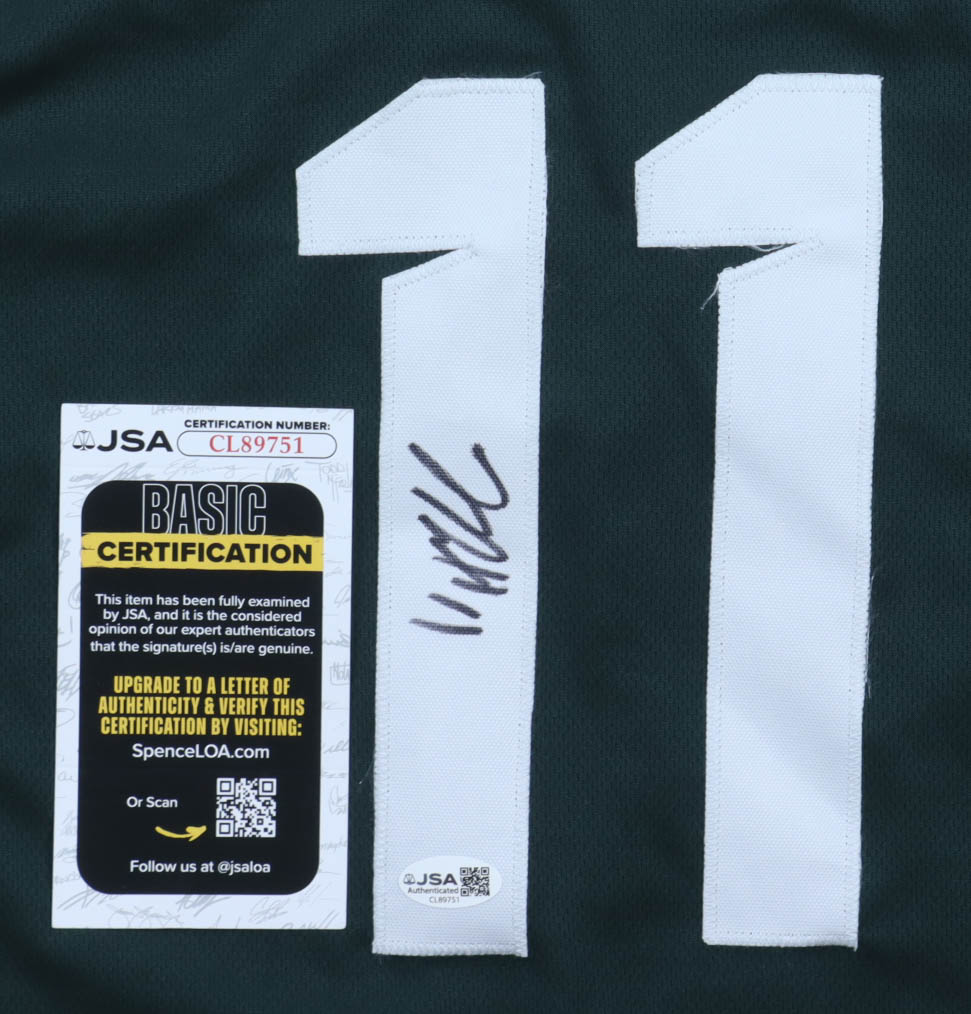 11
JSA
CERTIFICATION NUMBER:
CL89751
BASIC
CERTIFICATION
This item has been fully examined
by JSA, and it is the considered
opinion of our expert authenticators
that the signature(s) is/are genuine.
UPGRADE TO A LETTER OF
AUTHENTICITY & VERIFY THIS
CERTIFICATION BY VISITING:
SpenceLOA.com
Or Scan
Follow us at @jsaloa
JSA
Authenticated
CL89751